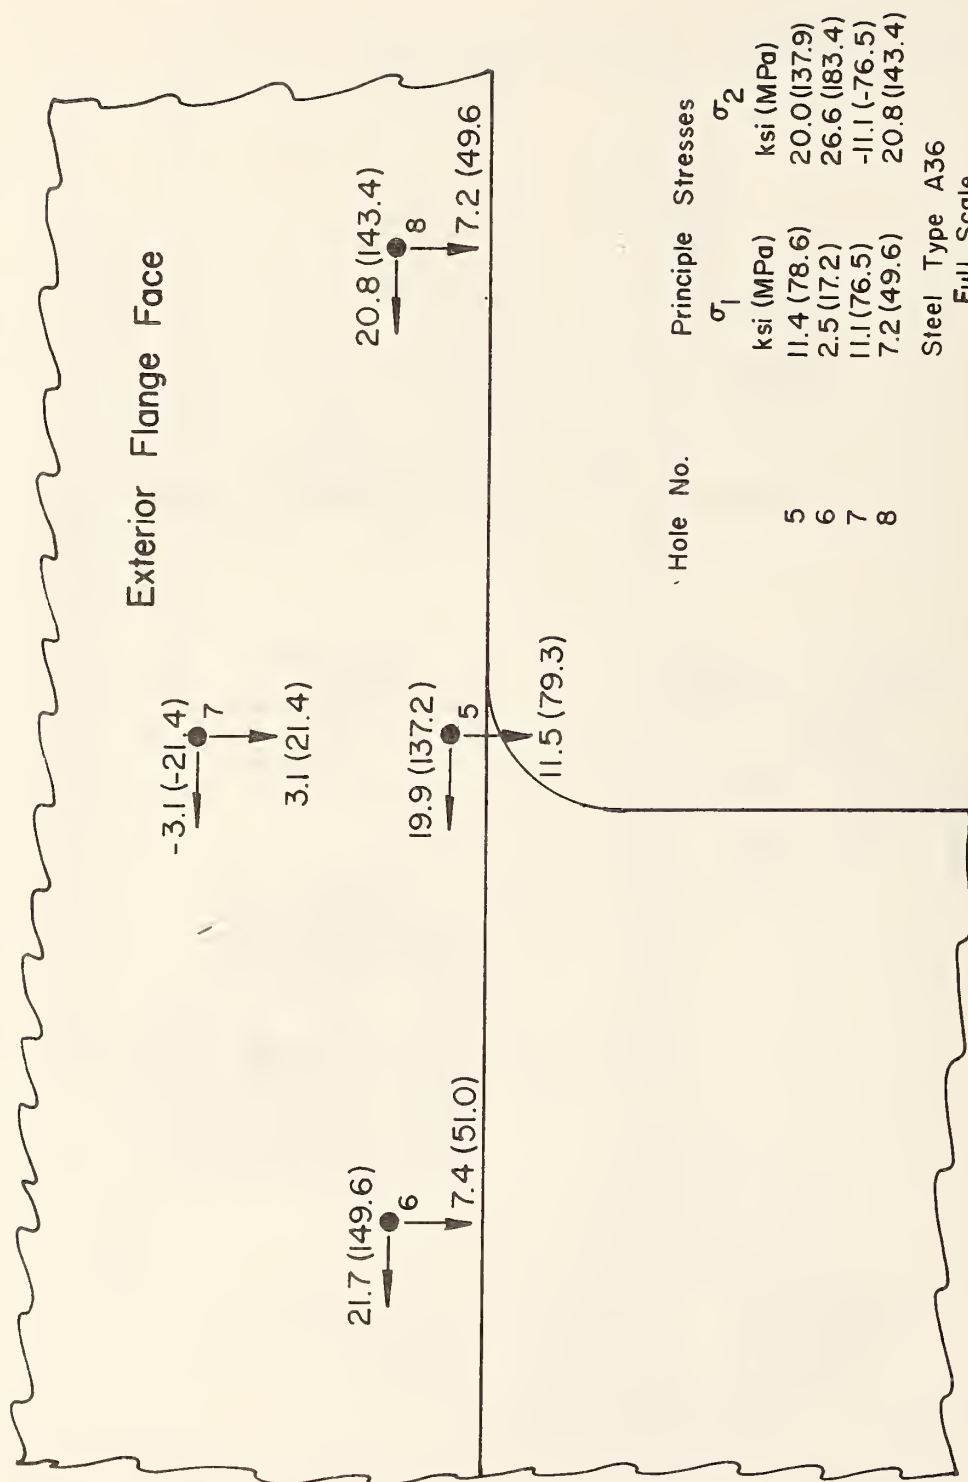 Exterior Flange Face
-3.1 (-21.4)
7
3.1 (21.4)
21.7 (149.6)
20.8 (143.4)
6
8
19.9 (137.2)
5
7.4 (51.0)
7.2 (49.6
11.5 (79.3)
Hole No. Principle Stresses
σ1 σ2
ksi (MPa) ksi (MPa)
5 11.4 (78.6) 20.0 (137.9)
6 2.5 (17.2) 26.6 (183.4)
7 11.1 (76.5) -11.1 (-76.5)
8 7.2 (49.6) 20.8 (143.4)
Steel Type A36
Full Scale